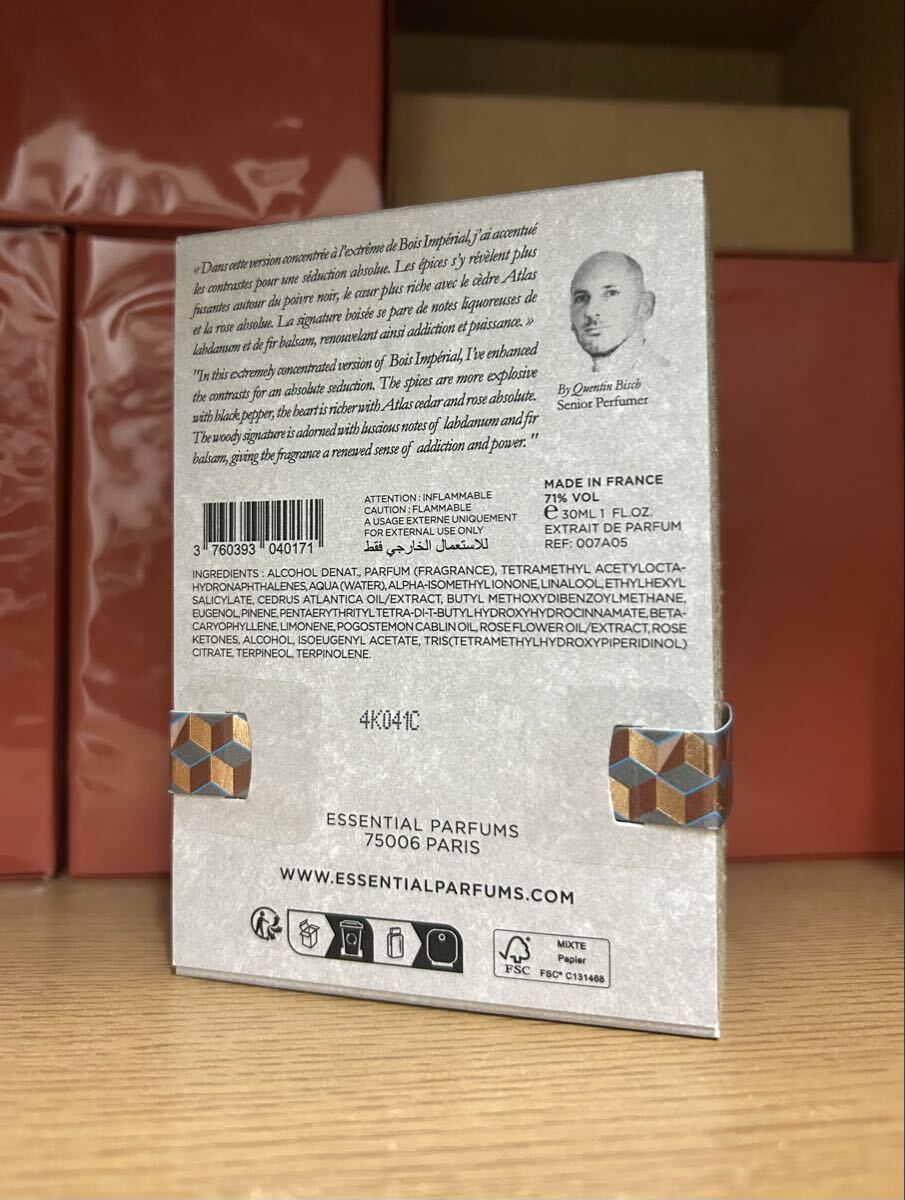 «Dans cette version concentrée à l'extrême de Bois Impérial, j'ai accentué
les contrastes pour une séduction absolue. Les épices s'y révèlent plus
fusantes autour du poivre noir, le cœur plus riche avec le cèdre Atlas
et la rose absolue. La signature boisée se pare de notes liquoreuses de
labdanum et de fir balsam, renouvelant ainsi addiction et puissance. »
"In this extremely concentrated version of Bois Impérial, I've enhanced
the contrasts for an absolute seduction. The spices are more explosive
with black pepper, the heart is richer with Atlas cedar and rose absolute.
The woody signature is adorned with luscious notes of labdanum and fir
balsam, giving the fragrance a renewed sense of addiction and power. "
By Quentin Bisch
Senior Perfumer
3 760393 040171
ATTENTION : INFLAMMABLE
CAUTION : FLAMMABLE
A USAGE EXTERNE UNIQUEMENT
FOR EXTERNAL USE ONLY
للاستعمال الخارجي فقط
MADE IN FRANCE
71% VOL
e 30ML 1 FL.OZ.
EXTRAIT DE PARFUM
REF: 007A05
INGREDIENTS : ALCOHOL DENAT., PARFUM (FRAGRANCE), TETRAMETHYL ACETYLOCTA-
HYDRONAPHTHALENES, AQUA (WATER), ALPHA-ISOMETHYL IONONE, LINALOOL, ETHYLHEXYL
SALICYLATE, CEDRUS ATLANTICA OIL/EXTRACT, BUTYL METHOXYDIBENZOYLMETHANE,
EUGENOL, PINENE, PENTAERYTHRITYL TETRA-DI-T-BUTYL HYDROXYHYDROCINNAMATE, BETA-
CARYOPHYLLENE, LIMONENE, POGOSTEMON CABLIN OIL, ROSE FLOWER OIL/EXTRACT, ROSE
KETONES, ALCOHOL, ISOEUGENYL ACETATE, TRIS(TETRAMETHYLHYDROXYPIPERIDINOL)
CITRATE, TERPINEOL, TERPINOLENE.
4K041C
ESSENTIAL PARFUMS
75006 PARIS
WWW.ESSENTIALPARFUMS.COM
FSC
MIXTE
Papier
FSC® C131468